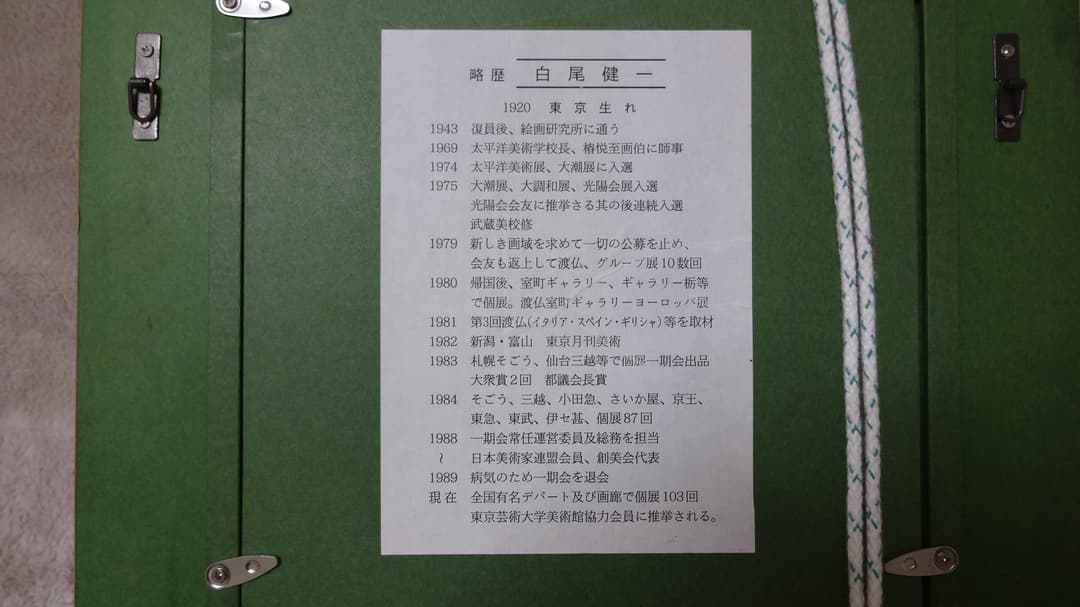 略歴 白尾健一
1920 東京生れ
1943 復員後、絵画研究所に通う
1969 太平洋美術学校長、椿悦至画伯に師事
1974 太平洋美術展、大潮展に入選
1975 大潮展、大調和展、光陽会展入選
光陽会会友に推挙さる其の後連続入選
武蔵美校修
1979 新しき画域を求めて一切の公募を止め、
会友も返上して渡仏、グループ展10数回
1980 帰国後、室町ギャラリー、ギャラリー栃等
で個展。渡仏室町ギャラリーヨーロッパ展
1981 第3回渡仏(イタリア・スペイン・ギリシャ)等を取材
1982 新潟・富山 東京月刊美術
1983 札幌そごう、仙台三越等で個展一期会出品
大衆賞2回 都議会長賞
1984 そごう、三越、小田急、さいか屋、京王、
東急、東武、伊セ甚、個展87回
1988 一期会常任運営委員及総務を担当
~ 日本美術家連盟会員、創美会代表
1989 病気のため一期会を退会
現在 全国有名デパート及び画廊で個展103回
東京芸術大学美術館協力会員に推挙される。